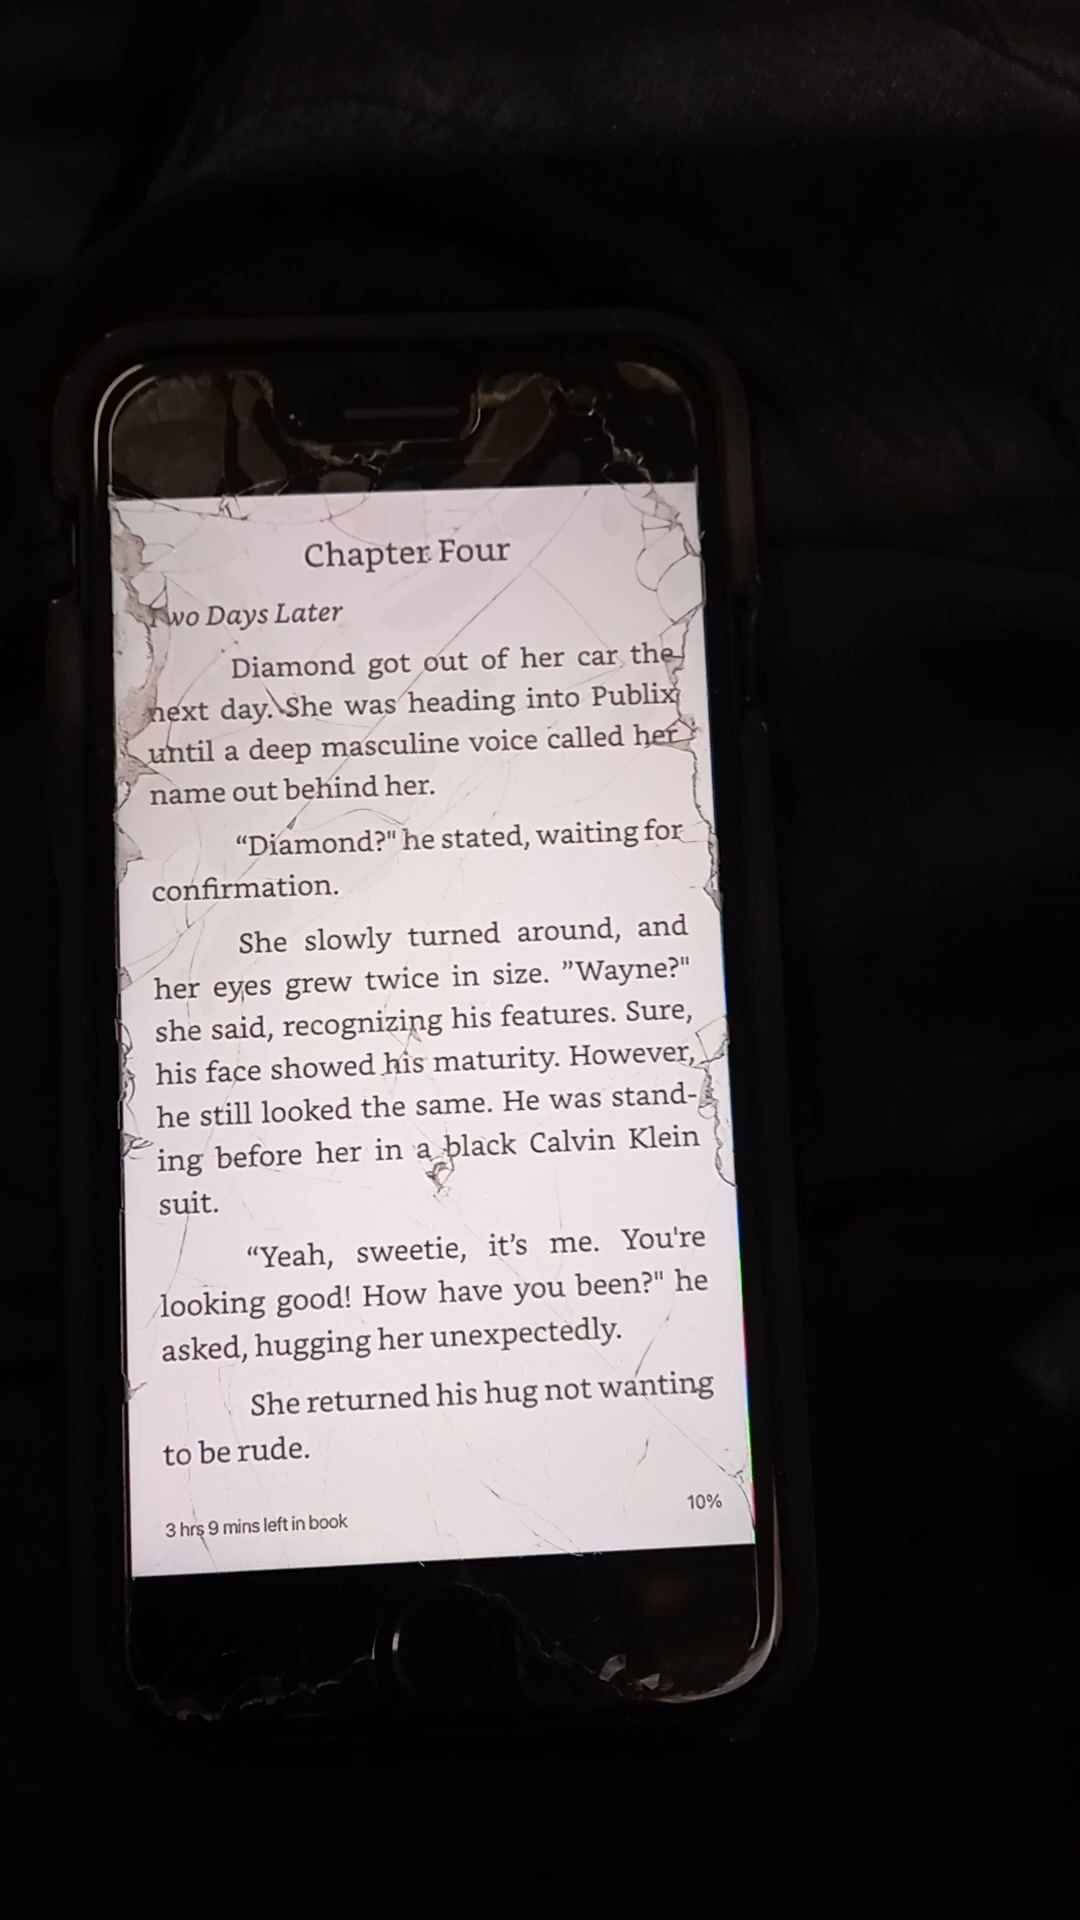 Chapter Four
Two Days Later
Diamond got out of her car the
next day. She was heading into Publix
until a deep masculine voice called her
name out behind her.
“Diamond?" he stated, waiting for
confirmation.
She slowly turned around, and
her eyes grew twice in size. ”Wayne?"
she said, recognizing his features. Sure,
his face showed his maturity. However,
he still looked the same. He was stand-
ing before her in a black Calvin Klein
suit.
“Yeah, sweetie, it’s me. You're
looking good! How have you been?" he
asked, hugging her unexpectedly.
She returned his hug not wanting
to be rude.
3 hrs 9 mins left in book
10%